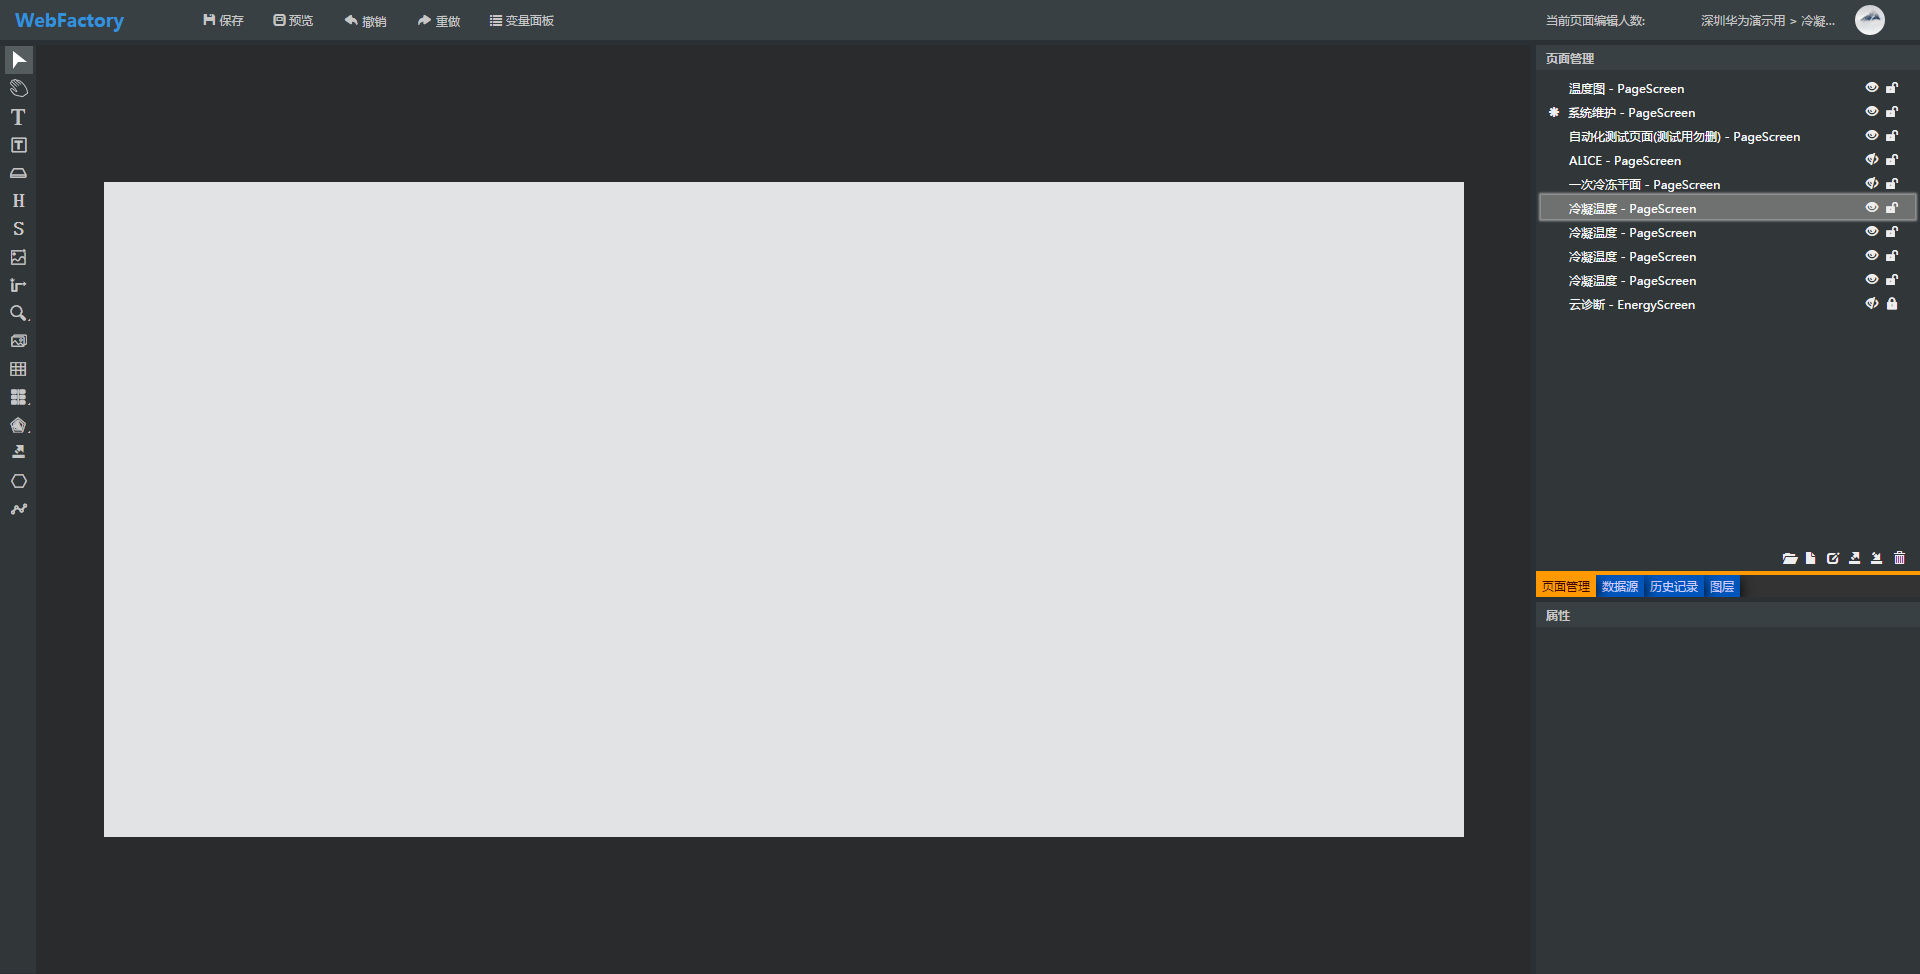 WebFactory
保存
预览
撤销
重做
变量面板
当前页面编辑人数:
深圳华为演示用 > 冷凝...
页面管理
温度图 - PageScreen
系统维护 - PageScreen
自动化测试页面(测试用勿删) - PageScreen
ALICE - PageScreen
一次冷冻平面 - PageScreen
冷凝温度 - PageScreen
冷凝温度 - PageScreen
冷凝温度 - PageScreen
冷凝温度 - PageScreen
云诊断 - EnergyScreen
页面管理
数据源
历史记录
图层
属性
T
T
H
S